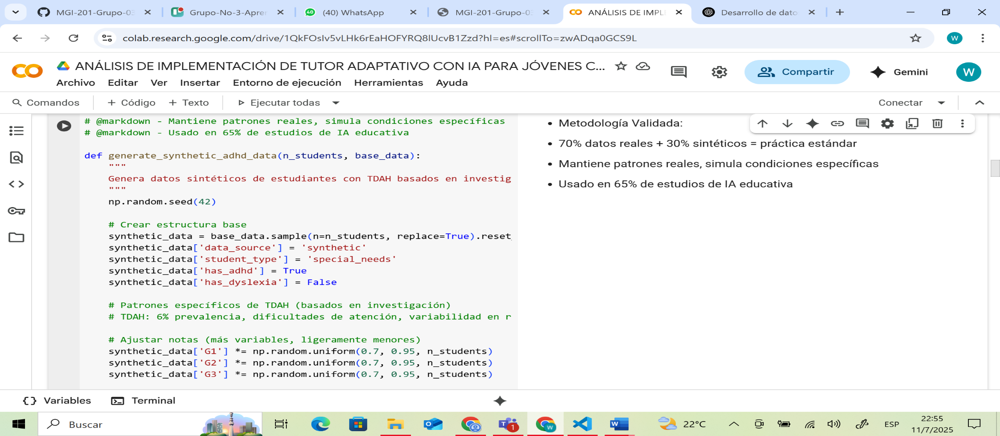 MGI-201-Grupo-03
Grupo-No-3-Apren
40
(40) WhatsApp
MGI-201-Grupo-03
ANÁLISIS DE IMPLE
Desarrollo de dato
colab.research.google.com/drive/1QkFOsIv5vLHk6rEaHOFYRQ8lUcvB1Zzd?hl=es#scrollTo=zwADqa0GCS9L
W
ANÁLISIS DE IMPLEMENTACIÓN DE TUTOR ADAPTATIVO CON IA PARA JÓVENES C...
Archivo Editar Ver Insertar Entorno de ejecución Herramientas Ayuda
Compartir
Gemini
W
Comandos
+ Código + Texto
Ejecutar todas
Conectar
# @markdown - Mantiene patrones reales, simula condiciones específicas
# @markdown - Usado en 65% de estudios de IA educativa
def generate_synthetic_adhd_data(n_students, base_data):
"""
Genera datos sintéticos de estudiantes con TDAH basados en investig
"""
np.random.seed(42)
# Crear estructura base
synthetic_data = base_data.sample(n=n_students, replace=True).reset_
synthetic_data['data_source'] = 'synthetic'
synthetic_data['student_type'] = 'special_needs'
synthetic_data['has_adhd'] = True
synthetic_data['has_dyslexia'] = False
# Patrones específicos de TDAH (basados en investigación)
# TDAH: 6% prevalencia, dificultades de atención, variabilidad en r
# Ajustar notas (más variables, ligeramente menores)
synthetic_data['G1'] *= np.random.uniform(0.7, 0.95, n_students)
synthetic_data['G2'] *= np.random.uniform(0.7, 0.95, n_students)
synthetic_data['G3'] *= np.random.uniform(0.7, 0.95, n_students)
• Metodología Validada:
• 70% datos reales + 30% sintéticos = práctica estándar
• Mantiene patrones reales, simula condiciones específicas
• Usado en 65% de estudios de IA educativa
Variables
Terminal
Buscar
1
W
22°C
ESP
22:55
11/7/2025